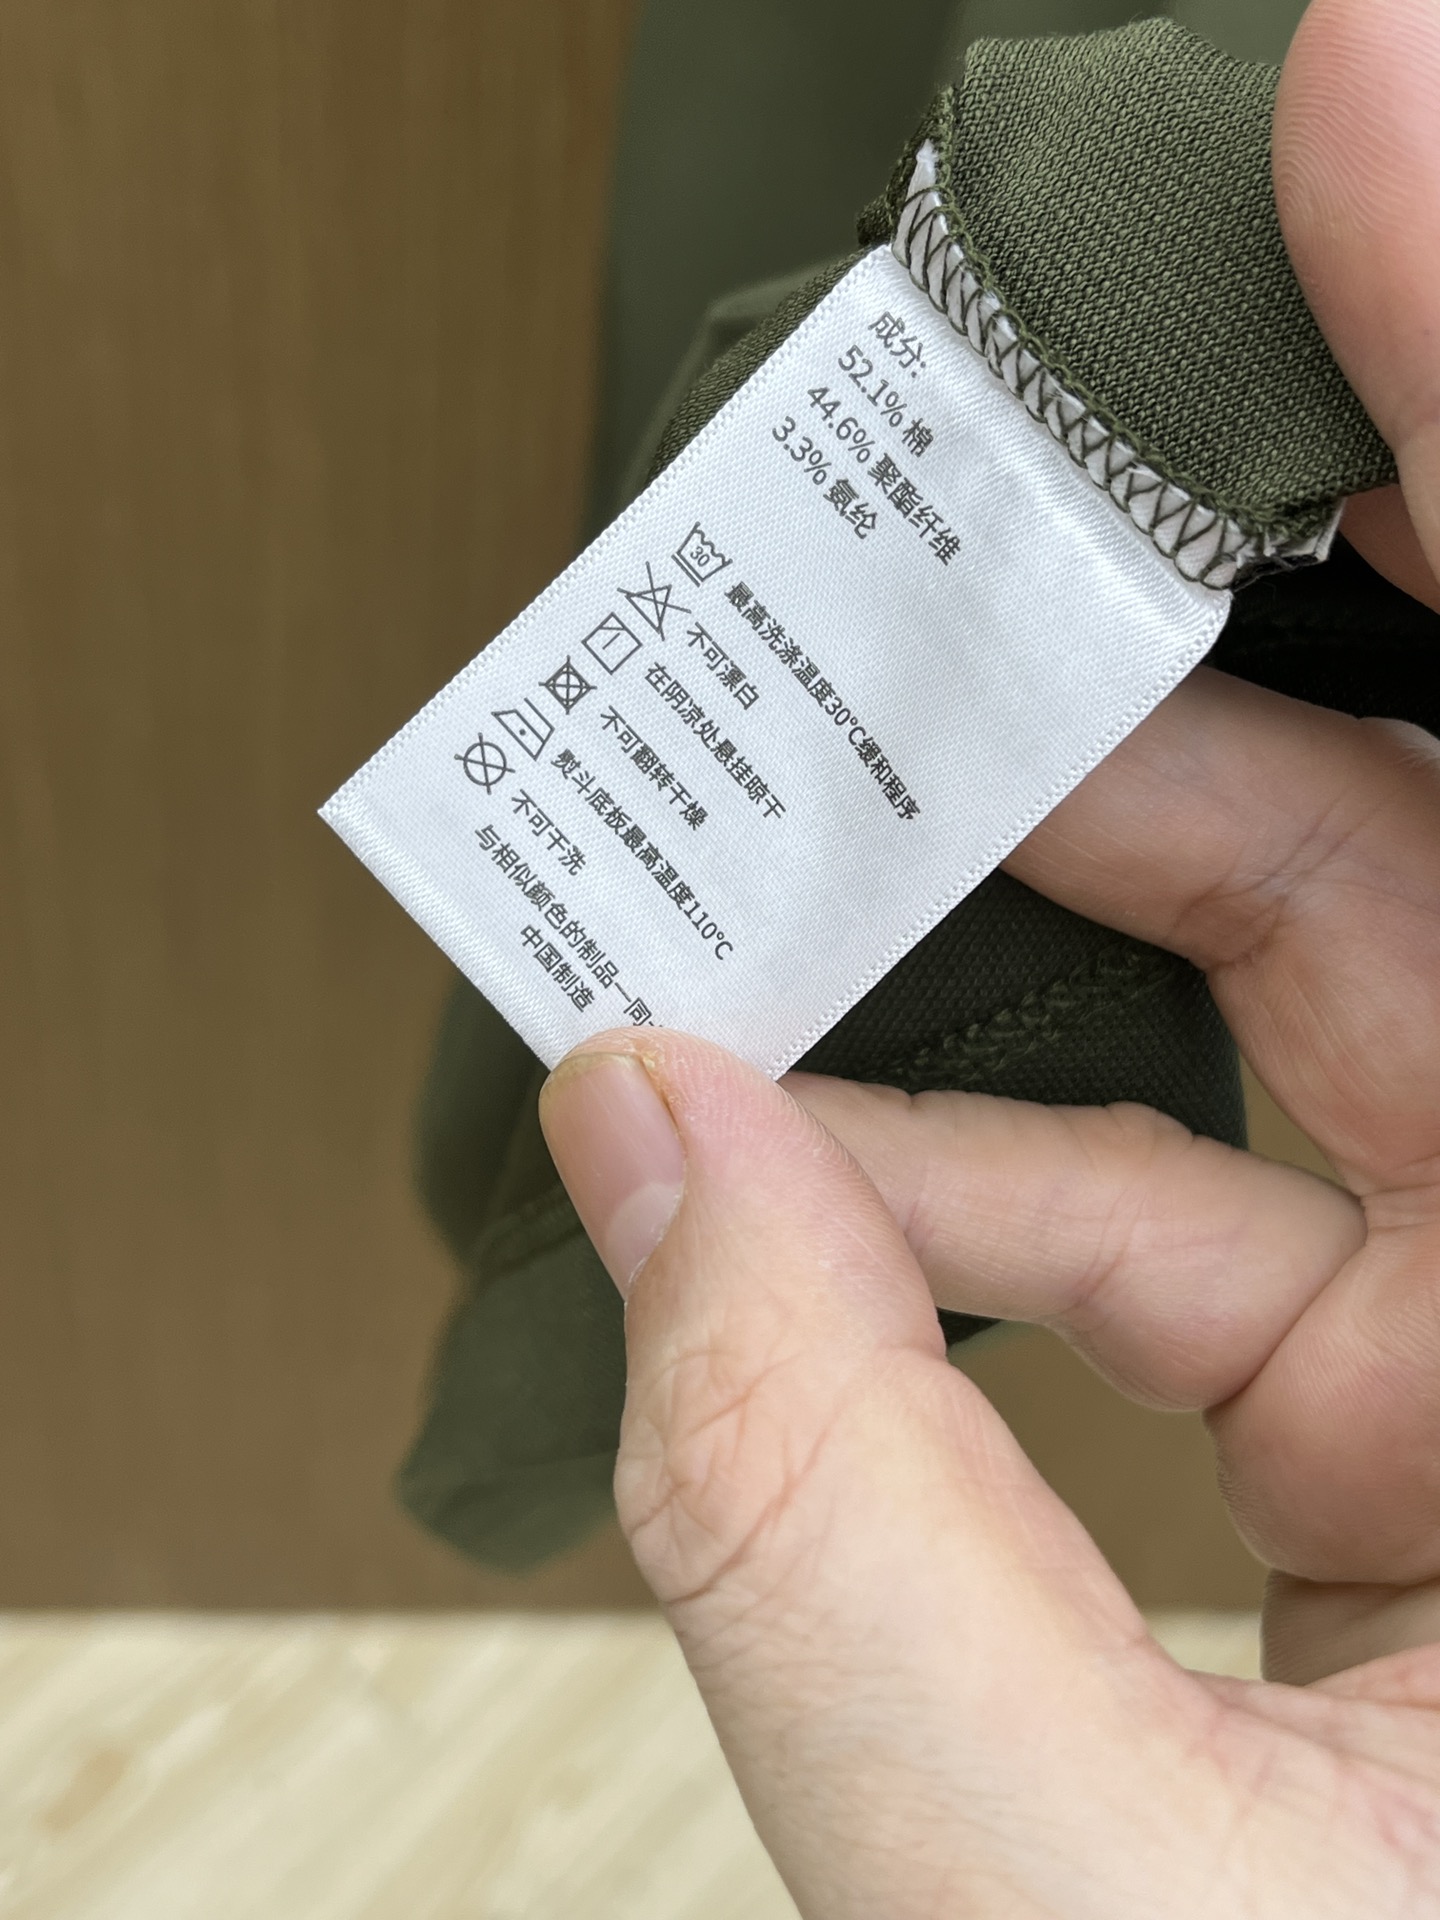 成分:
52.1% 棉
44.6% 聚酯纤维
3.3% 氨纶
30
最高洗涤温度30°C缓和程序
不可漂白
在阴凉处悬挂晾干
不可翻转干燥
熨斗底板最高温度110°C
不可干洗
与相似颜色的制品一同
中国制造